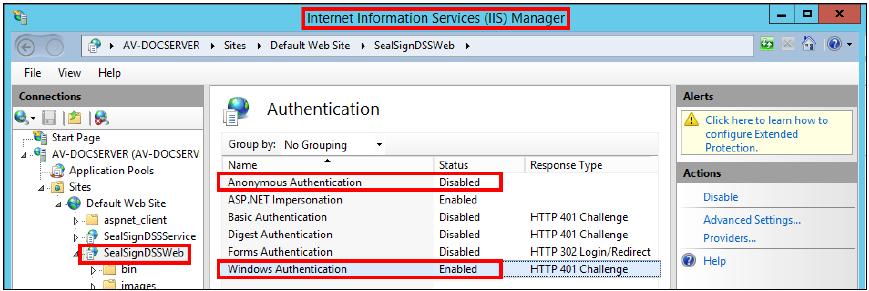 Internet Information Services (IIS) Manager
AV-DOCSERVER Sites Default Web Site SealSignDSSWeb
File View Help
Connections
Start Page
AV-DOCSERVER (AV-DOCSERV
Application Pools
Sites
Default Web Site
aspnet_client
SealSignDSSService
SealSignDSSWeb
bin
images
Authentication
Group by: No Grouping
Name Status Response Type
Anonymous Authentication Disabled
ASP.NET Impersonation Enabled
Basic Authentication Disabled HTTP 401 Challenge
Digest Authentication Disabled HTTP 401 Challenge
Forms Authentication Disabled HTTP 302 Login/Redirect
Windows Authentication Enabled HTTP 401 Challenge
Alerts
Click here to learn how to
configure Extended
Protection.
Actions
Disable
Advanced Settings...
Providers...
Help